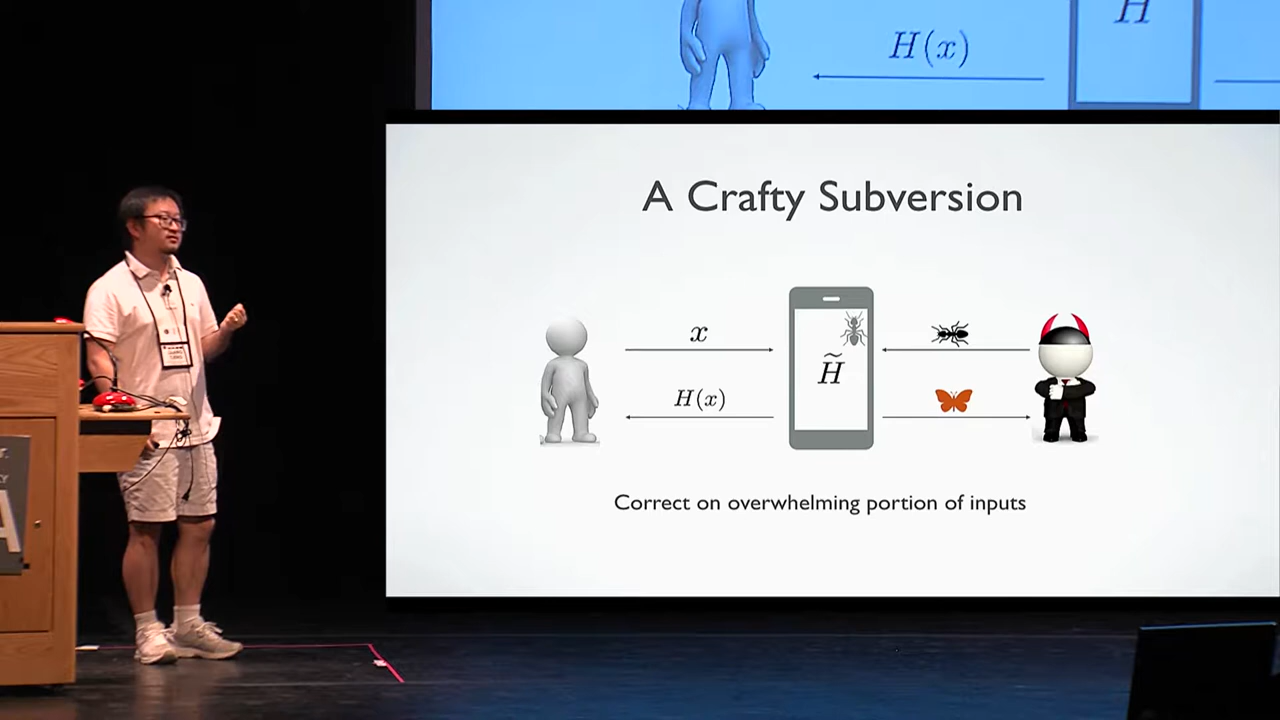 H(x)
H
A Crafty Subversion
x
H̃
H(x)
Correct on overwhelming portion of inputs
A